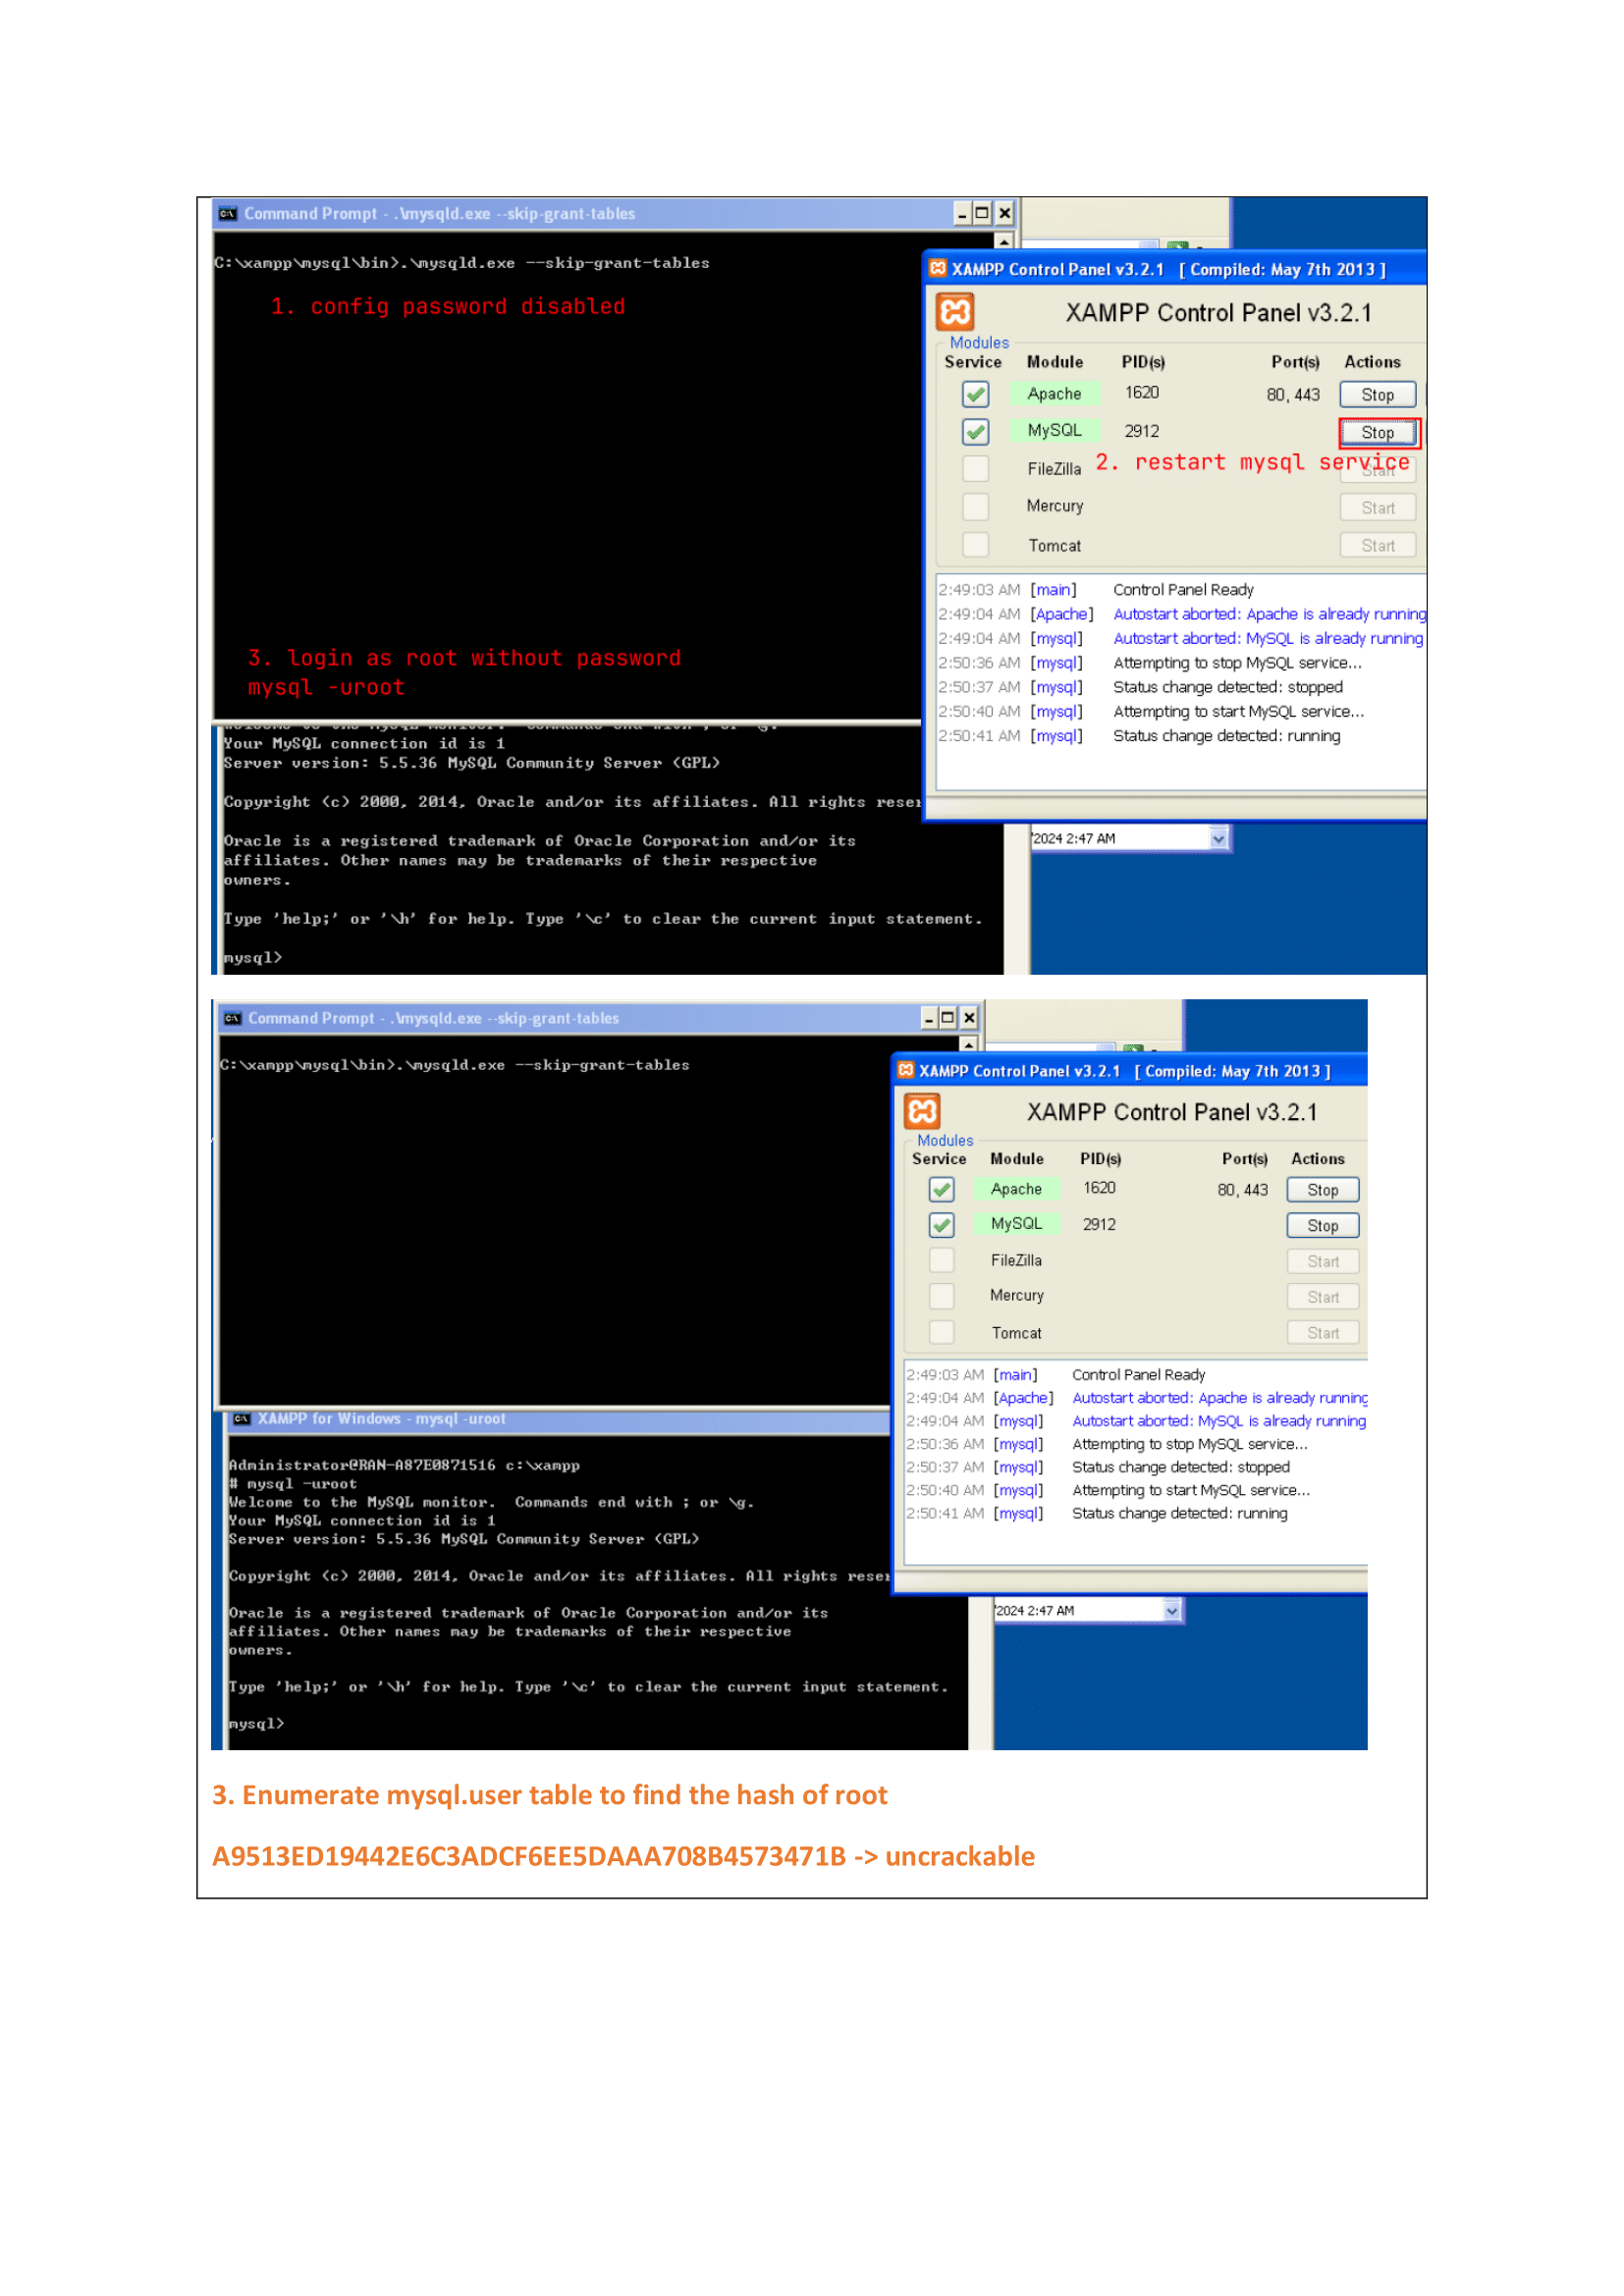 Command Prompt - .\mysqld.exe --skip-grant-tables
C:\xampp\mysql\bin>.\mysqld.exe --skip-grant-tables
1. config password disabled
3. login as root without password
mysql -uroot
XAMPP Control Panel v3.2.1 [ Compiled: May 7th 2013 ]
XAMPP Control Panel v3.2.1
Modules
Service Module PID(s) Port(s) Actions
Apache 1620 80, 443 Stop
MySQL 2912 Stop
2. restart mysql service
FileZilla Start
Mercury Start
Tomcat Start
2:49:03 AM [main] Control Panel Ready
2:49:04 AM [Apache] Autostart aborted: Apache is already running
2:49:04 AM [mysql] Autostart aborted: MySQL is already running
2:50:36 AM [mysql] Attempting to stop MySQL service...
2:50:37 AM [mysql] Status change detected: stopped
2:50:40 AM [mysql] Attempting to start MySQL service...
2:50:41 AM [mysql] Status change detected: running
Welcome to the MySQL monitor. Commands end with ; or \g.
Your MySQL connection id is 1
Server version: 5.5.36 MySQL Community Server (GPL)
Copyright (c) 2000, 2014, Oracle and/or its affiliates. All rights reser
Oracle is a registered trademark of Oracle Corporation and/or its
affiliates. Other names may be trademarks of their respective
owners.
Type 'help;' or '\h' for help. Type '\c' to clear the current input statement.
mysql>
2024 2:47 AM
Command Prompt - .\mysqld.exe --skip-grant-tables
C:\xampp\mysql\bin>.\mysqld.exe --skip-grant-tables
XAMPP Control Panel v3.2.1 [ Compiled: May 7th 2013 ]
XAMPP Control Panel v3.2.1
Modules
Service Module PID(s) Port(s) Actions
Apache 1620 80, 443 Stop
MySQL 2912 Stop
FileZilla Start
Mercury Start
Tomcat Start
2:49:03 AM [main] Control Panel Ready
2:49:04 AM [Apache] Autostart aborted: Apache is already running
2:49:04 AM [mysql] Autostart aborted: MySQL is already running
2:50:36 AM [mysql] Attempting to stop MySQL service...
2:50:37 AM [mysql] Status change detected: stopped
2:50:40 AM [mysql] Attempting to start MySQL service...
2:50:41 AM [mysql] Status change detected: running
XAMPP for Windows - mysql -uroot
Administrator@RAN-A87E0871516 c:\xampp
# mysql -uroot
Welcome to the MySQL monitor. Commands end with ; or \g.
Your MySQL connection id is 1
Server version: 5.5.36 MySQL Community Server (GPL)
Copyright (c) 2000, 2014, Oracle and/or its affiliates. All rights reser
Oracle is a registered trademark of Oracle Corporation and/or its
affiliates. Other names may be trademarks of their respective
owners.
Type 'help;' or '\h' for help. Type '\c' to clear the current input statement.
mysql>
2024 2:47 AM
3. Enumerate mysql.user table to find the hash of root
A9513ED19442E6C3ADCF6EE5DAAA708B4573471B -> uncrackable